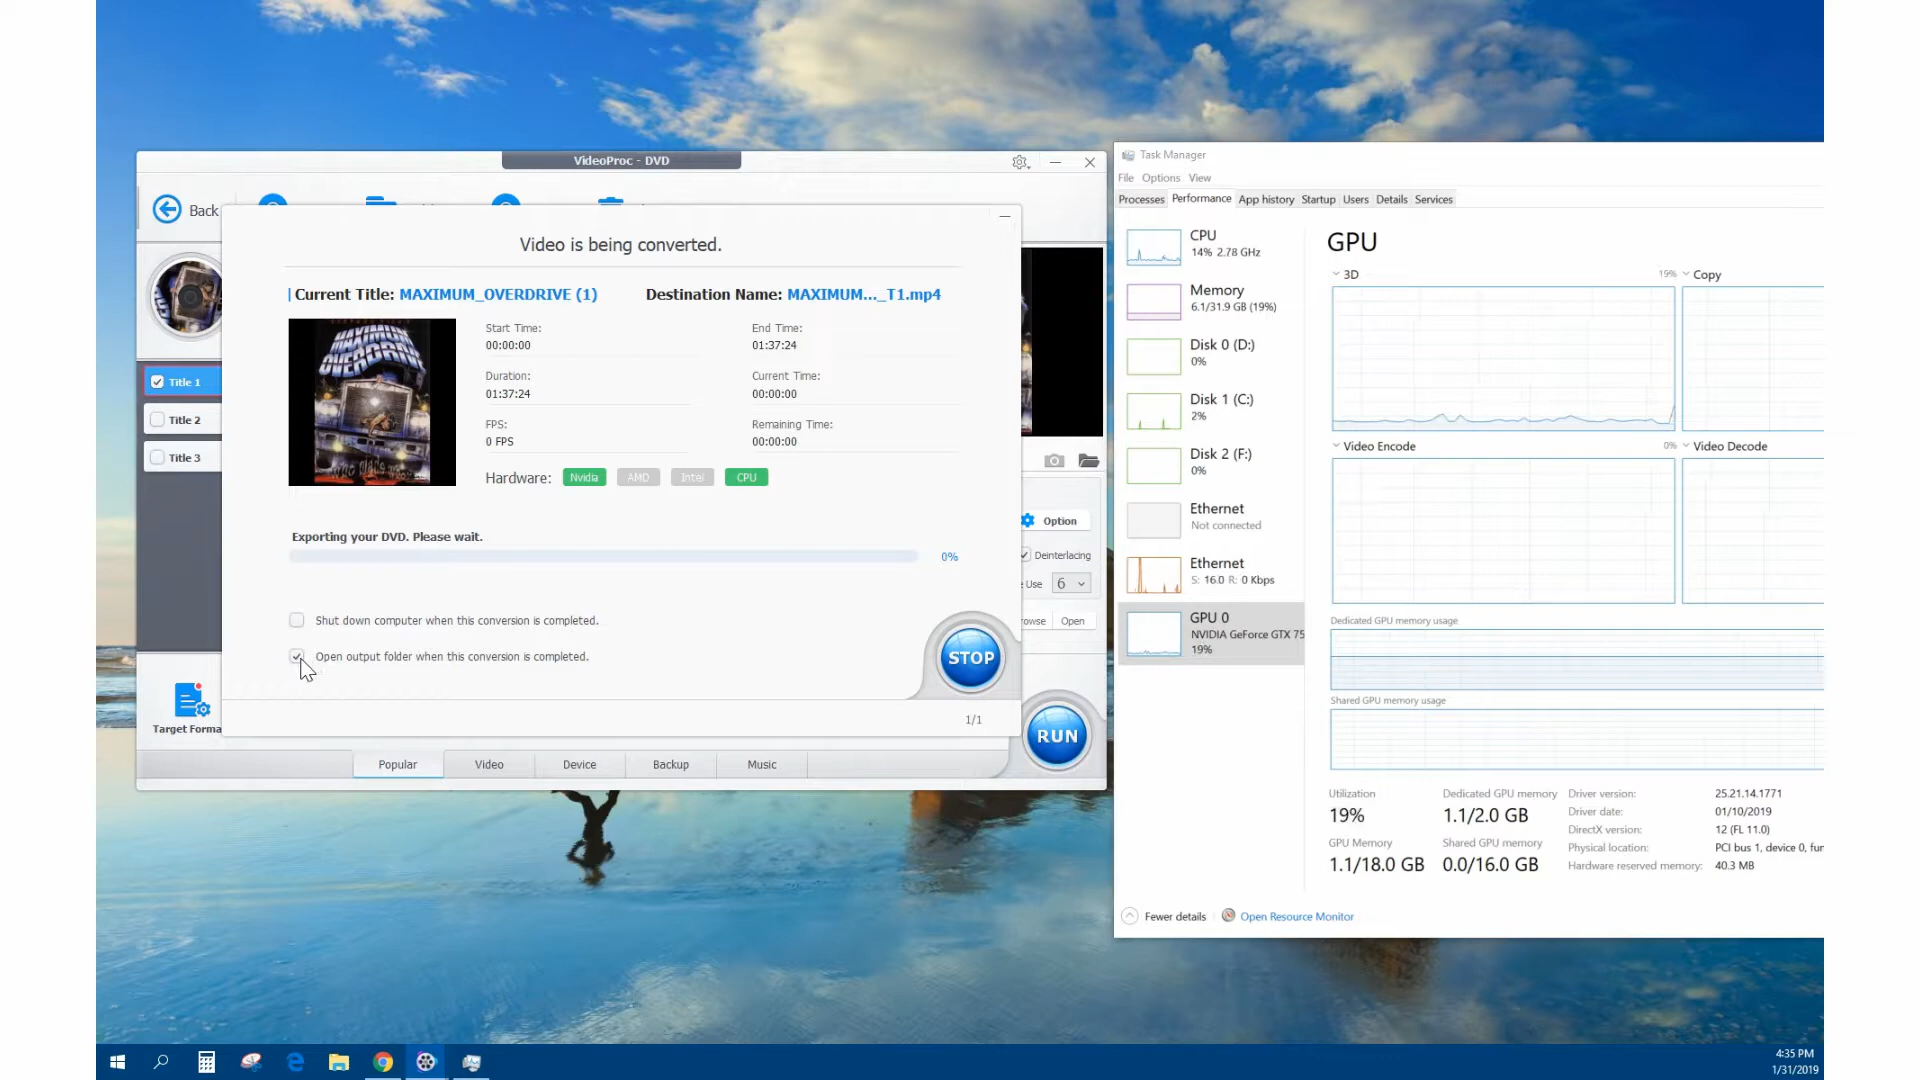 VideoProc - DVD
Back
Video is being converted.
Current Title: MAXIMUM_OVERDRIVE (1)
Destination Name: MAXIMUM..._T1.mp4
Start Time:
00:00:00
End Time:
01:37:24
Duration:
01:37:24
Current Time:
00:00:00
FPS:
0 FPS
Remaining Time:
00:00:00
Hardware:
Nvidia
AMD
Intel
CPU
Exporting your DVD. Please wait.
0%
Shut down computer when this conversion is completed.
Open output folder when this conversion is completed.
STOP
1/1
Title 1
Title 2
Title 3
Option
Deinterlacing
Use 6
Open
Target Forma
RUN
Popular
Video
Device
Backup
Music
MAXIMUM
OVERDRIVE
Task Manager
File Options View
Processes Performance App history Startup Users Details Services
CPU
14% 2.78 GHz
Memory
6.1/31.9 GB (19%)
Disk 0 (D:)
0%
Disk 1 (C:)
2%
Disk 2 (F:)
0%
Ethernet
Not connected
Ethernet
S: 16.0 R: 0 Kbps
GPU 0
NVIDIA GeForce GTX 75
19%
GPU
3D 19%
Copy
Video Encode 0%
Video Decode
Dedicated GPU memory usage
Shared GPU memory usage
Utilization
19%
Dedicated GPU memory
1.1/2.0 GB
GPU Memory
1.1/18.0 GB
Shared GPU memory
0.0/16.0 GB
Driver version: 25.21.14.1771
Driver date: 01/10/2019
DirectX version: 12 (FL 11.0)
Physical location: PCI bus 1, device 0, fur
Hardware reserved memory: 40.3 MB
Fewer details
Open Resource Monitor
4:35 PM
1/31/2019